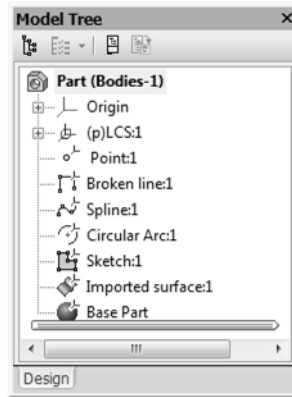 Model Tree
Part (Bodies-1)
Origin
(p)LCS:1
Point:1
Broken line:1
Spline:1
Circular Arc:1
Sketch:1
Imported surface:1
Base Part
Design